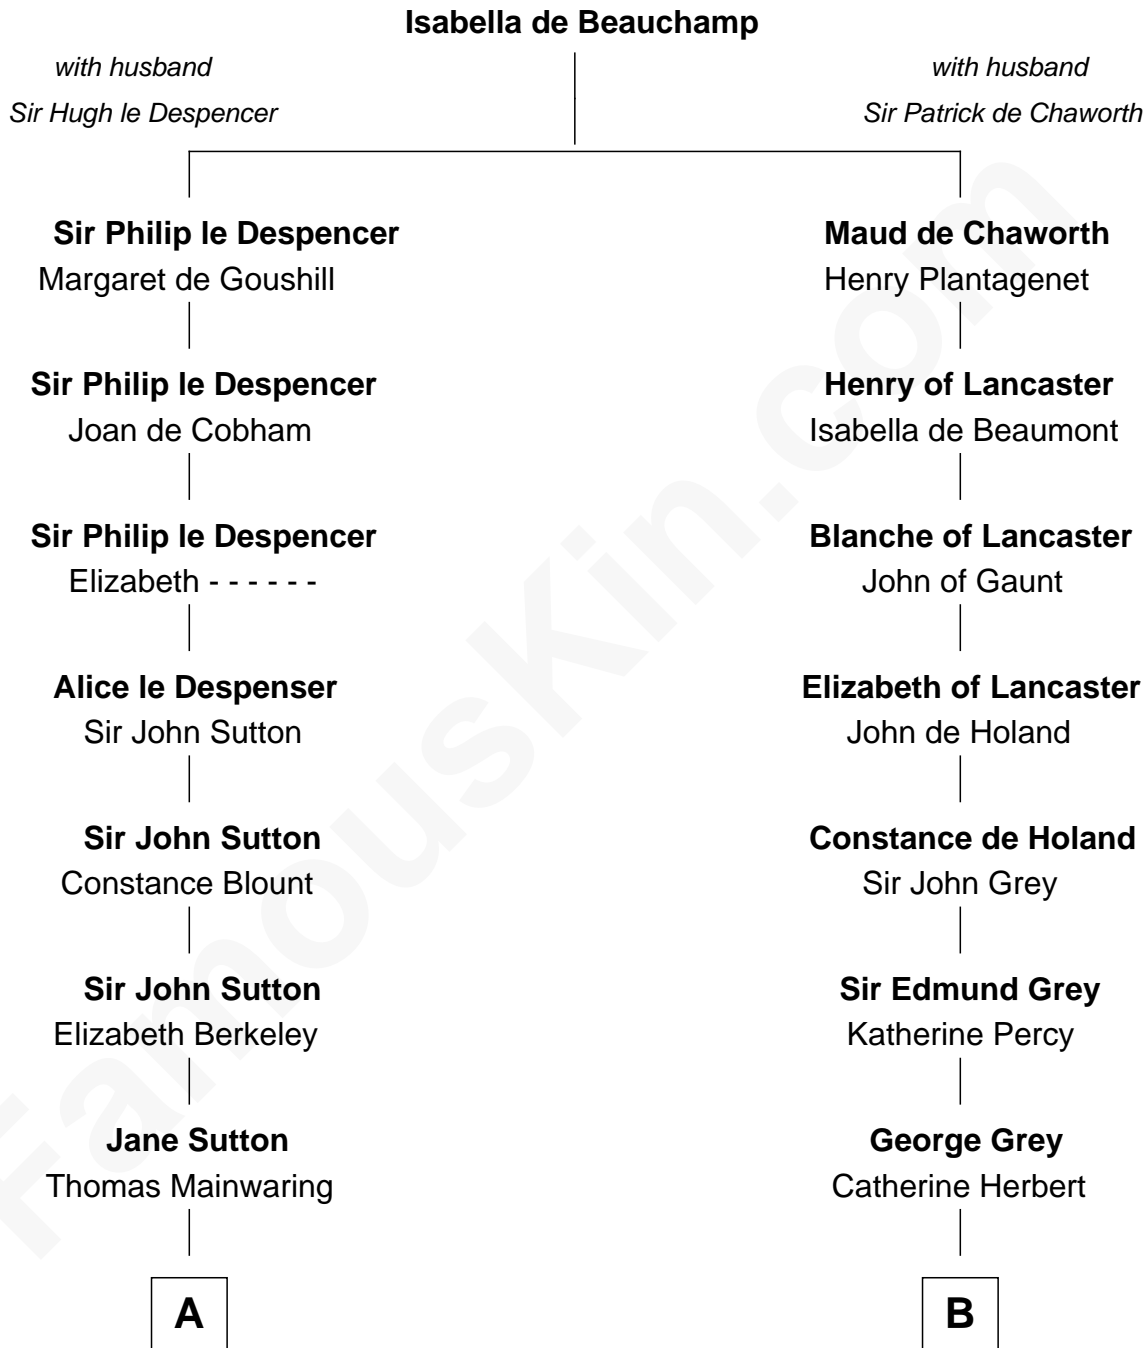 Isabella de Beauchamp
with husband
Sir Hugh le Despencer
with husband
Sir Patrick de Chaworth
Sir Philip le Despencer
Margaret de Goushill
Maud de Chaworth
Henry Plantagenet
Sir Philip le Despencer
Joan de Cobham
Henry of Lancaster
Isabella de Beaumont
Sir Philip le Despencer
Elizabeth - - - - - -
Blanche of Lancaster
John of Gaunt
Alice le Despenser
Sir John Sutton
Elizabeth of Lancaster
John de Holand
Sir John Sutton
Constance Blount
Constance de Holand
Sir John Grey
Sir John Sutton
Elizabeth Berkeley
Sir Edmund Grey
Katherine Percy
Jane Sutton
Thomas Mainwaring
George Grey
Catherine Herbert
A
B
FamousKin.com